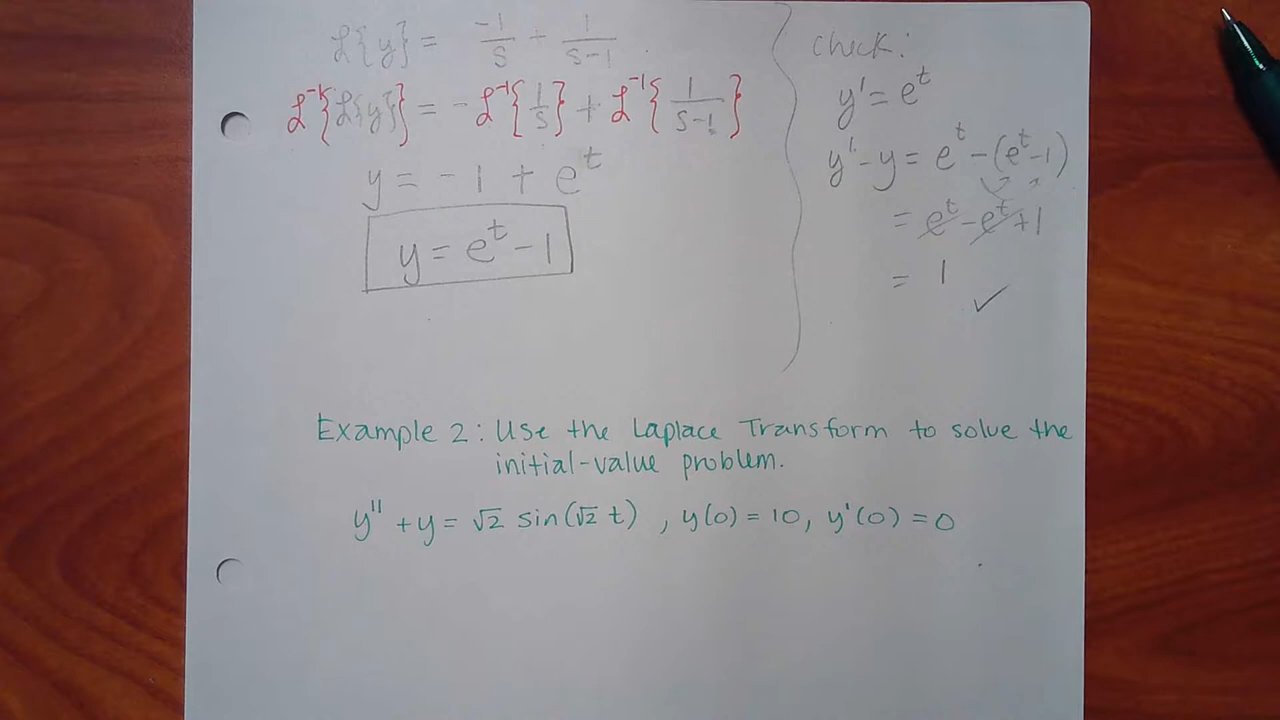 ℒ{y} = -1/s + 1/(s-1)
ℒ⁻¹{ℒ{y}} = -ℒ⁻¹{1/s} + ℒ⁻¹{1/(s-1)}
y = -1 + e^t
y = e^t - 1
check:
y' = e^t
y' - y = e^t - (e^t - 1)
= e^t - e^t + 1
= 1 ✓
Example 2: Use the Laplace Transform to solve the
initial-value problem.
y'' + y = √2 sin(√2 t), y(0) = 10, y'(0) = 0